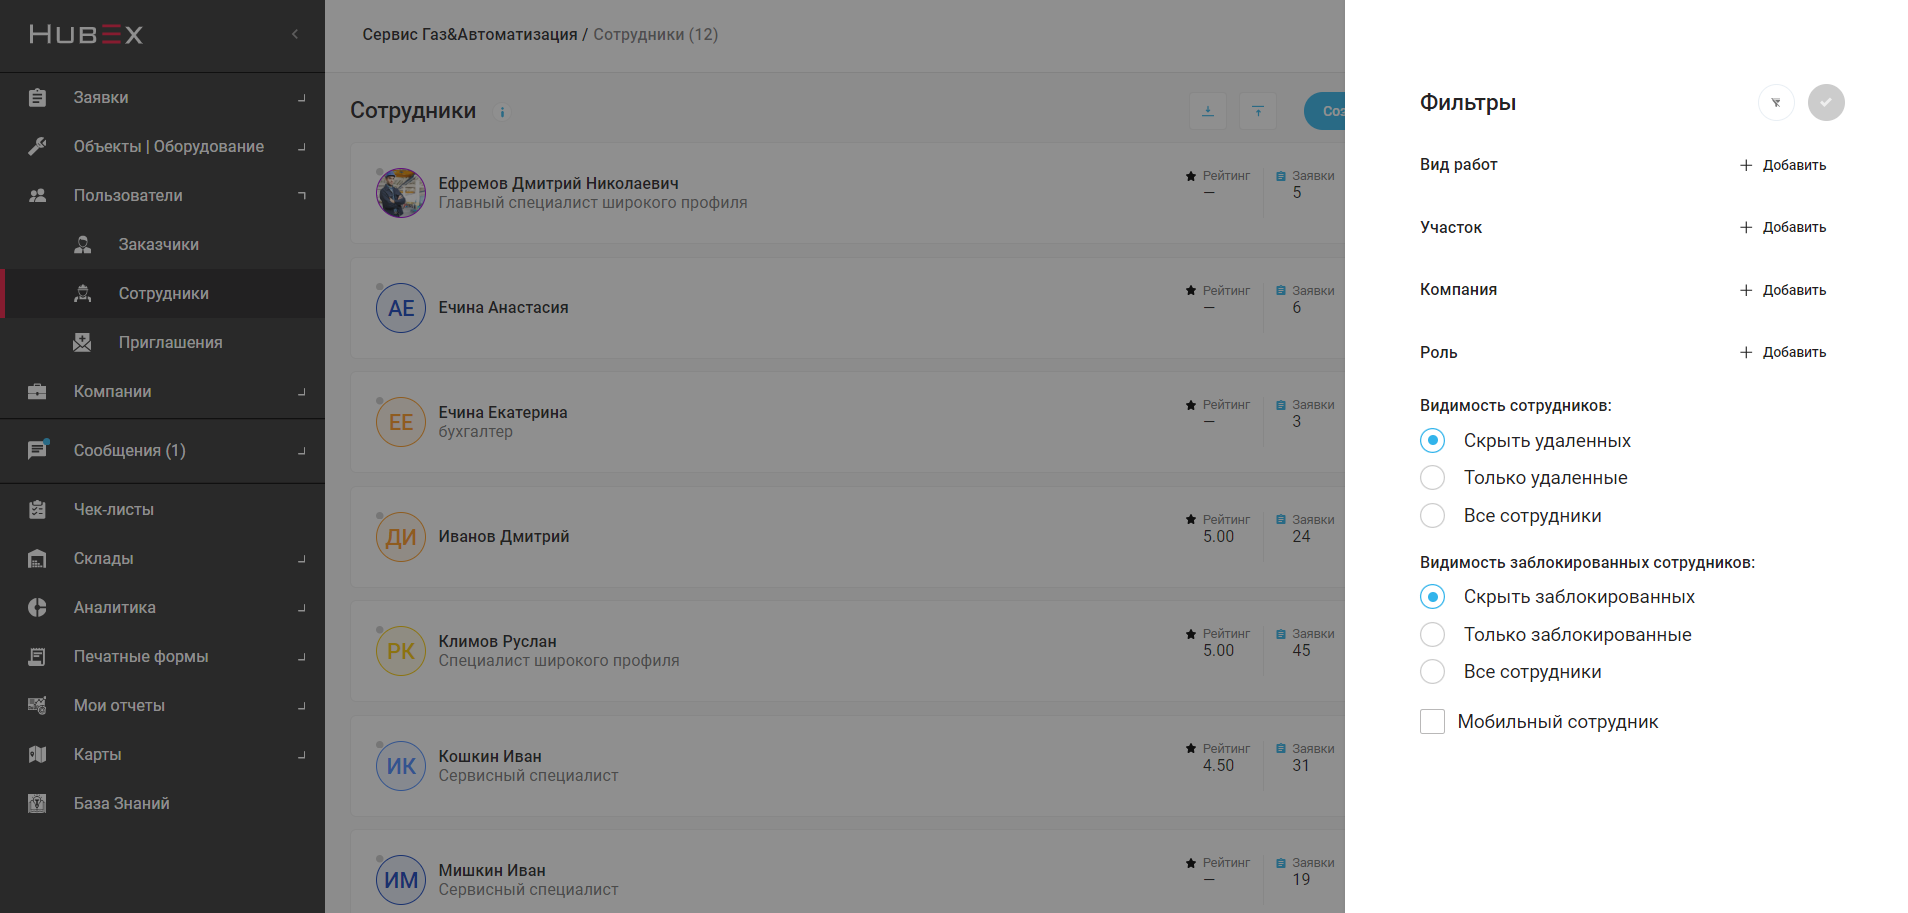 HUBEX
Заявки
Объекты | Оборудование
Пользователи
Заказчики
Сотрудники
Приглашения
Компании
Сообщения (1)
Чек-листы
Склады
Аналитика
Печатные формы
Мои отчеты
Карты
База Знаний
Сервис Газ&Автоматизация / Сотрудники (12)
Сотрудники
Соз
Ефремов Дмитрий Николаевич
Главный специалист широкого профиля
Рейтинг
—
Заявки
5
АЕ
Ечина Анастасия
Рейтинг
—
Заявки
6
ЕЕ
Ечина Екатерина
бухгалтер
Рейтинг
—
Заявки
3
ДИ
Иванов Дмитрий
Рейтинг
5.00
Заявки
24
РК
Климов Руслан
Специалист широкого профиля
Рейтинг
5.00
Заявки
45
ИК
Кошкин Иван
Сервисный специалист
Рейтинг
4.50
Заявки
31
ИМ
Мишкин Иван
Сервисный специалист
Рейтинг
—
Заявки
19
Фильтры
Вид работ
Добавить
Участок
Добавить
Компания
Добавить
Роль
Добавить
Видимость сотрудников:
Скрыть удаленных
Только удаленные
Все сотрудники
Видимость заблокированных сотрудников:
Скрыть заблокированных
Только заблокированные
Все сотрудники
Мобильный сотрудник